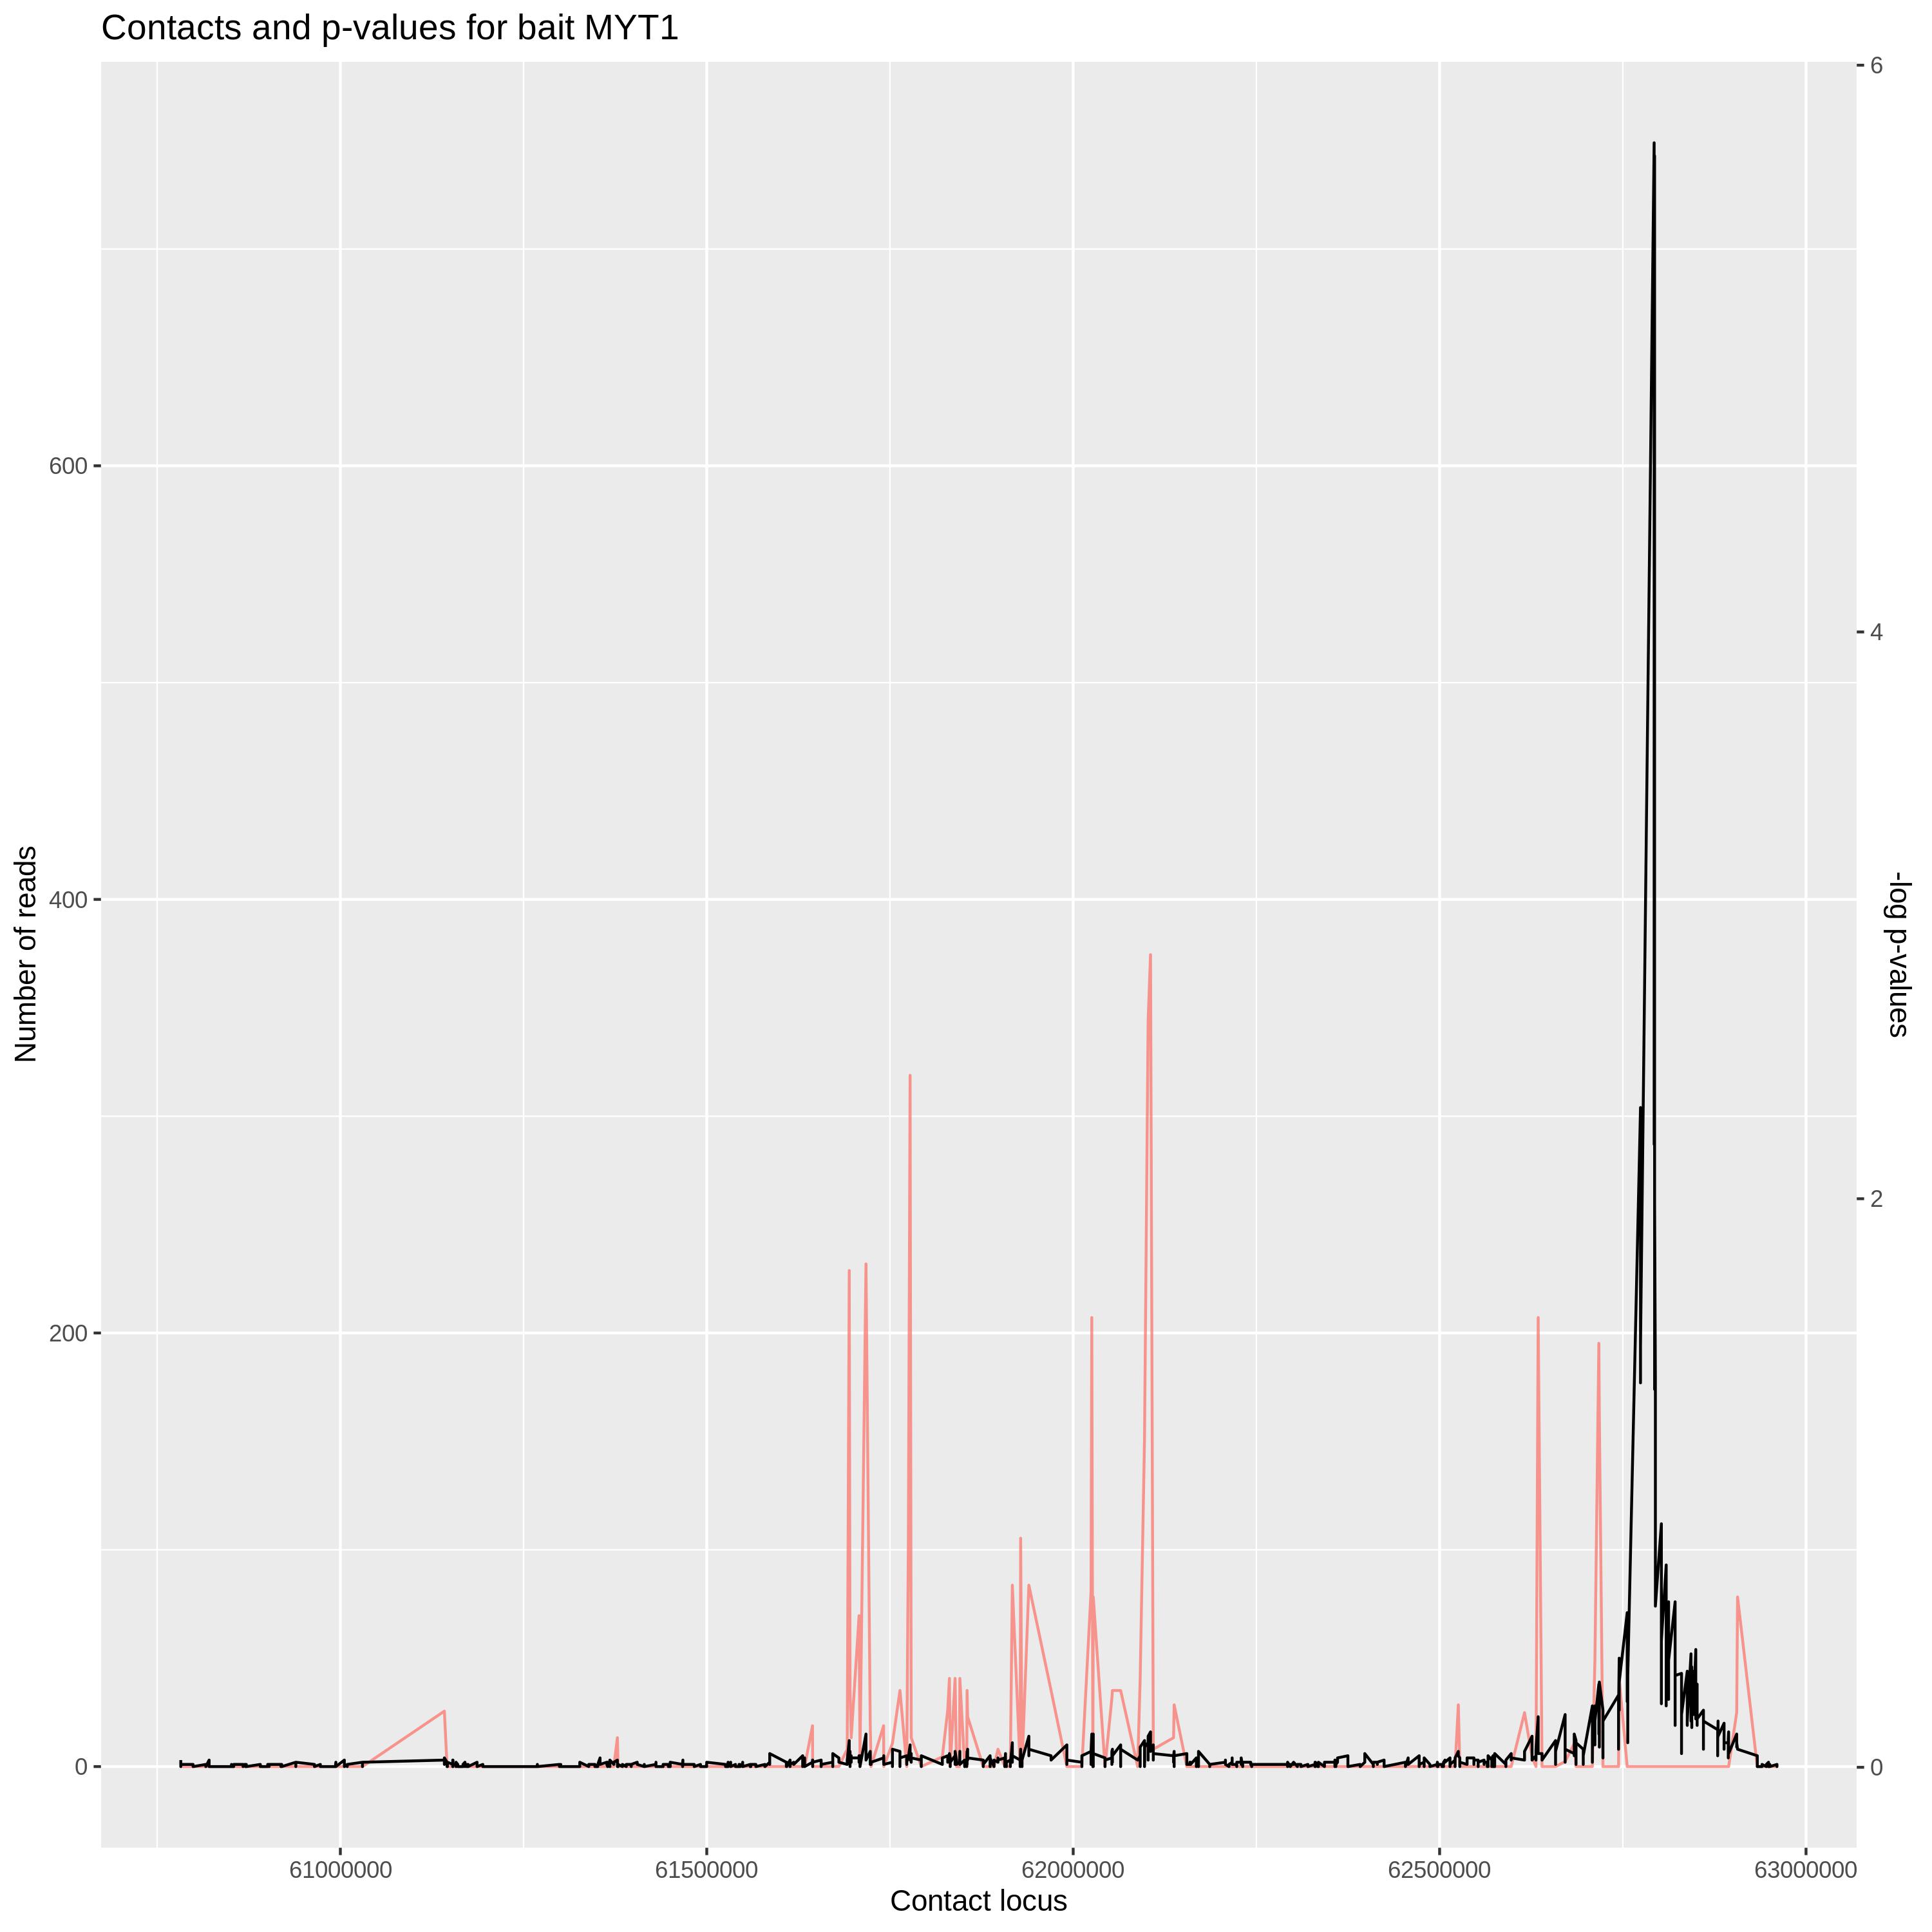 Contacts and p-values for bait MYT1
6
600
4
400
Number of reads
-log p-values
2
200
0
0
61000000 61500000 62000000 62500000 63000000
Contact locus